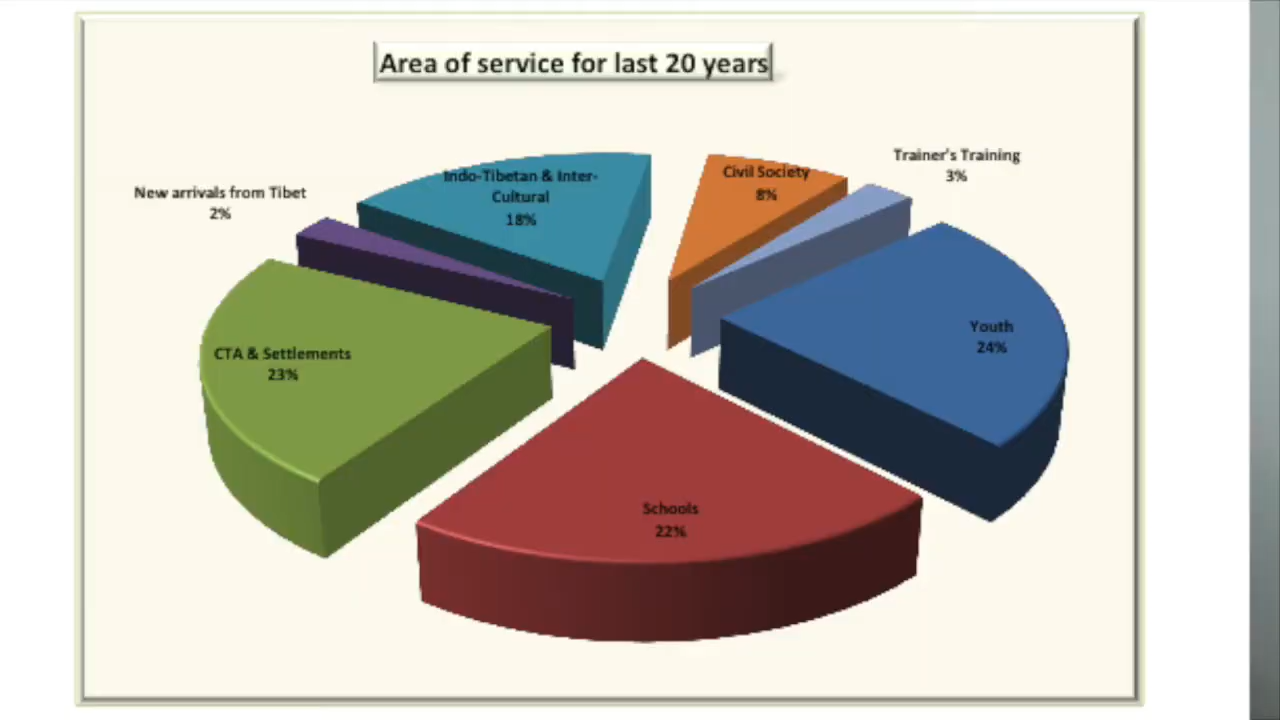 Area of service for last 20 years
Trainer's Training
3%
Civil Society
8%
Indo-Tibetan & Inter-
Cultural
18%
New arrivals from Tibet
2%
Youth
24%
CTA & Settlements
23%
Schools
22%